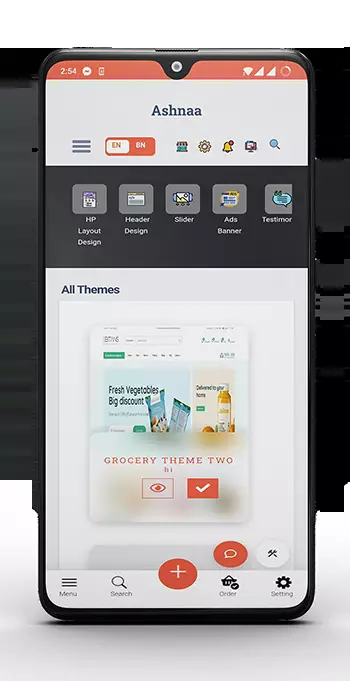 2:54
Ashnaa
EN BN
HP Layout Design
Header Design
Slider
Ads Banner
Testimor
All Themes
Fresh Vegetables
Big discount
Delivered to your
home
GROCERY THEME TWO
hi
Menu
Search
Order
Setting